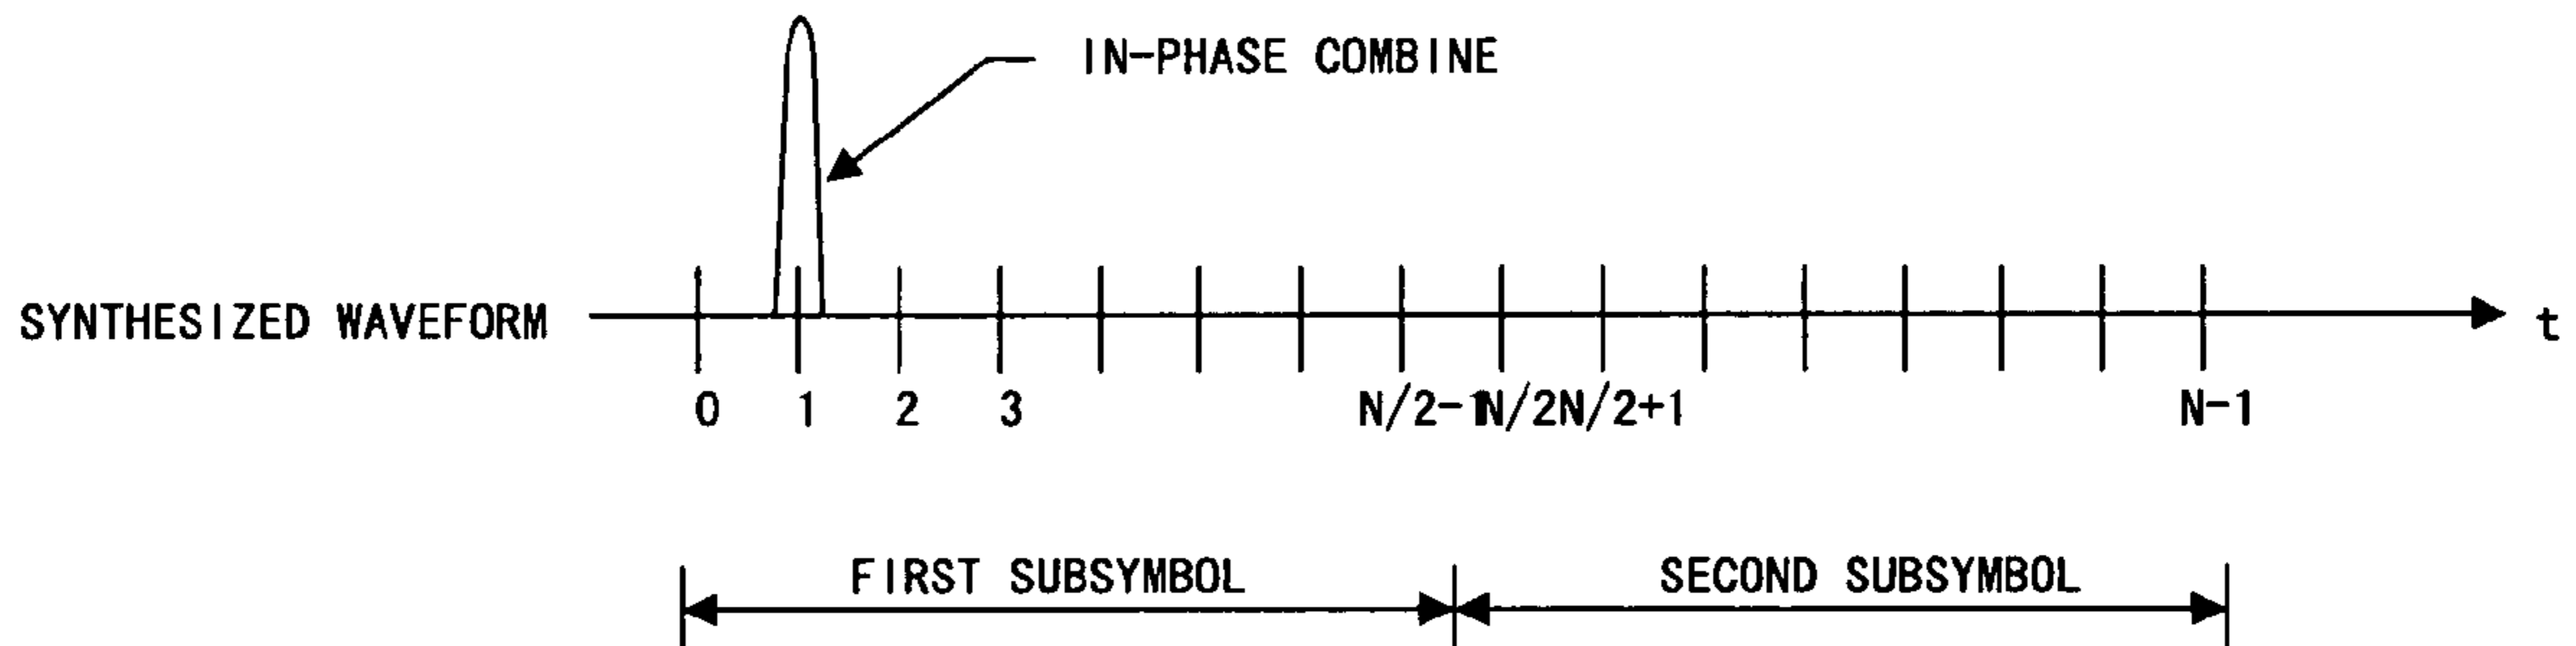 IN-PHASE COMBINE
SYNTHESIZED WAVEFORM
t
0 1 2 3 N/2-1 N/2 N/2+1 N-1
FIRST SUBSYMBOL SECOND SUBSYMBOL